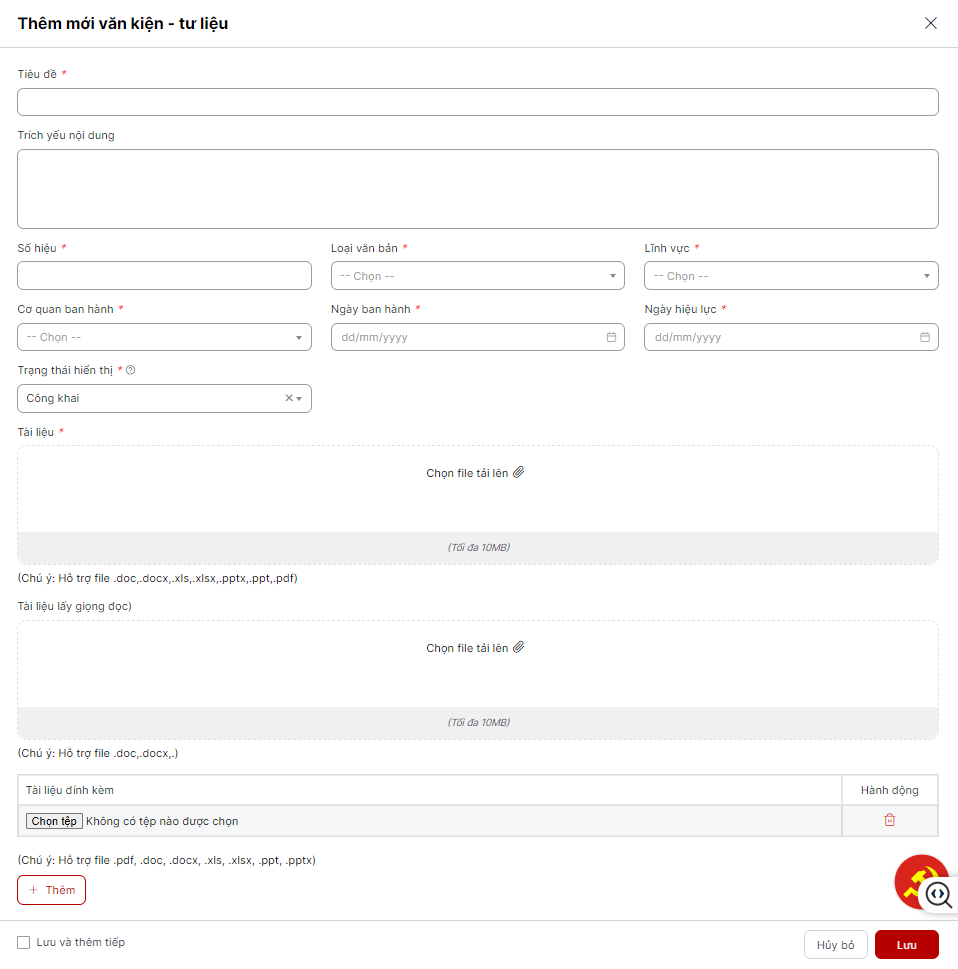 Thêm mới văn kiện - tư liệu
Tiêu đề *
Trích yếu nội dung
Số hiệu * Loại văn bản * Lĩnh vực *
-- Chọn -- -- Chọn --
Cơ quan ban hành * Ngày ban hành * Ngày hiệu lực *
-- Chọn -- dd/mm/yyyy dd/mm/yyyy
Trạng thái hiển thị *
Công khai
Tài liệu *
Chọn file tải lên
(Tối đa 10MB)
(Chú ý: Hỗ trợ file .doc,.docx,.xls,.xlsx,.pptx,.ppt,.pdf)
Tài liệu lấy giọng đọc)
Chọn file tải lên
(Tối đa 10MB)
(Chú ý: Hỗ trợ file .doc,.docx,.)
Tài liệu đính kèm Hành động
Chọn tệp Không có tệp nào được chọn
(Chú ý: Hỗ trợ file .pdf, .doc, .docx, .xls, .xlsx, .ppt, .pptx)
+ Thêm
Lưu và thêm tiếp Hủy bỏ Lưu